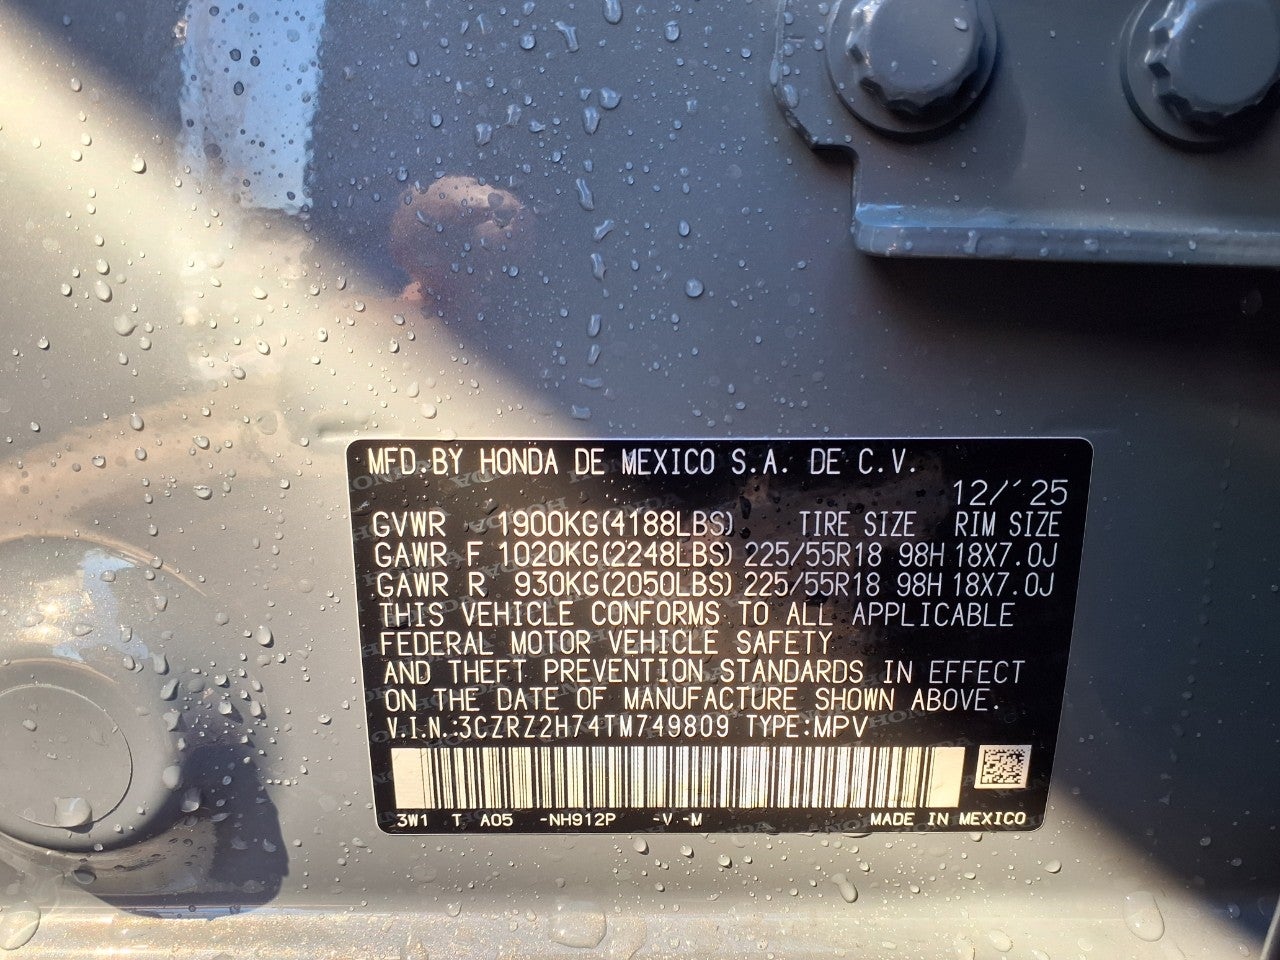 MFD.BY HONDA DE MEXICO S.A. DE C.V.
12/´25
GVWR 1900KG(4188LBS) TIRE SIZE RIM SIZE
GAWR F 1020KG(2248LBS) 225/55R18 98H 18X7.0J
GAWR R 930KG(2050LBS) 225/55R18 98H 18X7.0J
THIS VEHICLE CONFORMS TO ALL APPLICABLE
FEDERAL MOTOR VEHICLE SAFETY
AND THEFT PREVENTION STANDARDS IN EFFECT
ON THE DATE OF MANUFACTURE SHOWN ABOVE.
V.I.N.:3CZRZ2H74TM749809 TYPE:MPV
3W1 T A05 -NH912P -V.-M MADE IN MEXICO